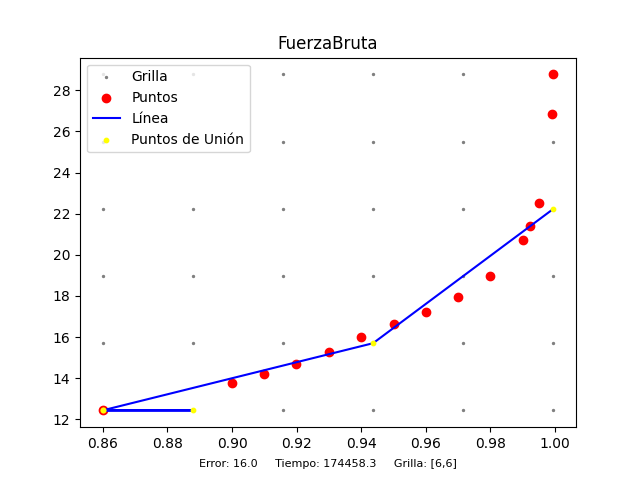 FuerzaBruta
Grilla
Puntos
Línea
Puntos de Unión
28
26
24
22
20
18
16
14
12
0.86 0.88 0.90 0.92 0.94 0.96 0.98 1.00
Error: 16.0 Tiempo: 174458.3 Grilla: [6,6]